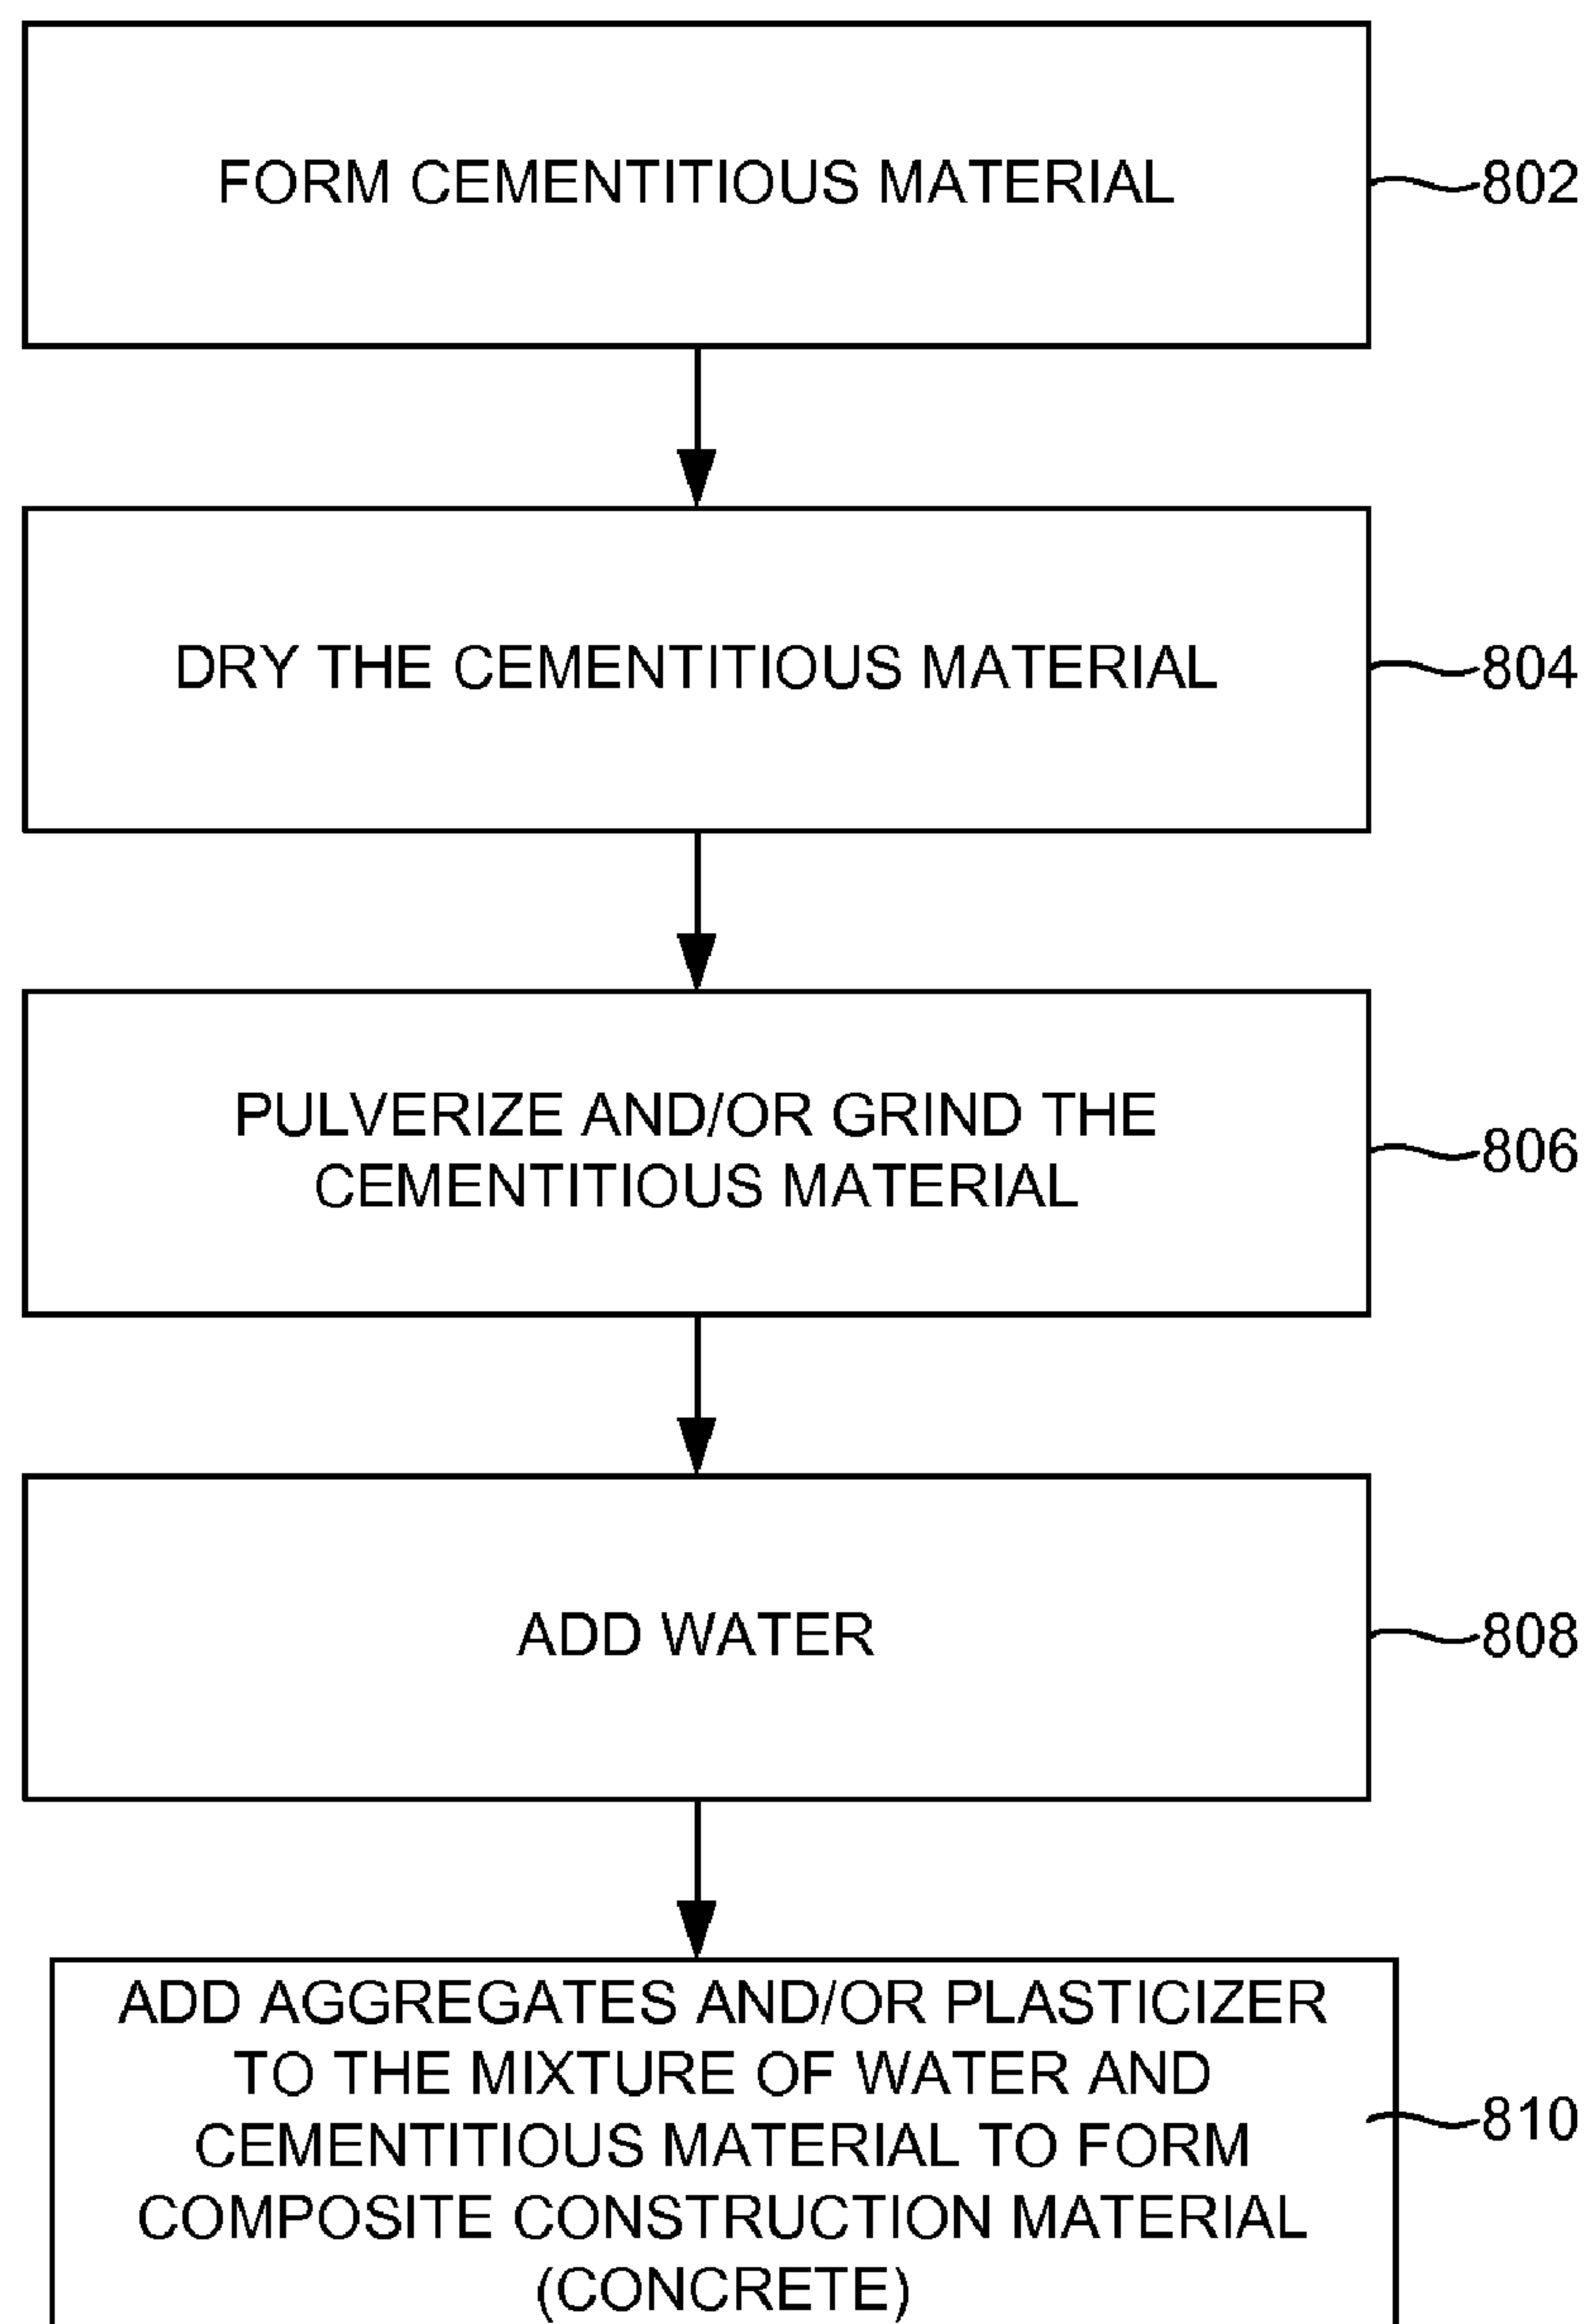 FORM CEMENTITIOUS MATERIAL
802
DRY THE CEMENTITIOUS MATERIAL
804
PULVERIZE AND/OR GRIND THE
CEMENTITIOUS MATERIAL
806
ADD WATER
808
ADD AGGREGATES AND/OR PLASTICIZER
TO THE MIXTURE OF WATER AND
CEMENTITIOUS MATERIAL TO FORM
COMPOSITE CONSTRUCTION MATERIAL
(CONCRETE)
810